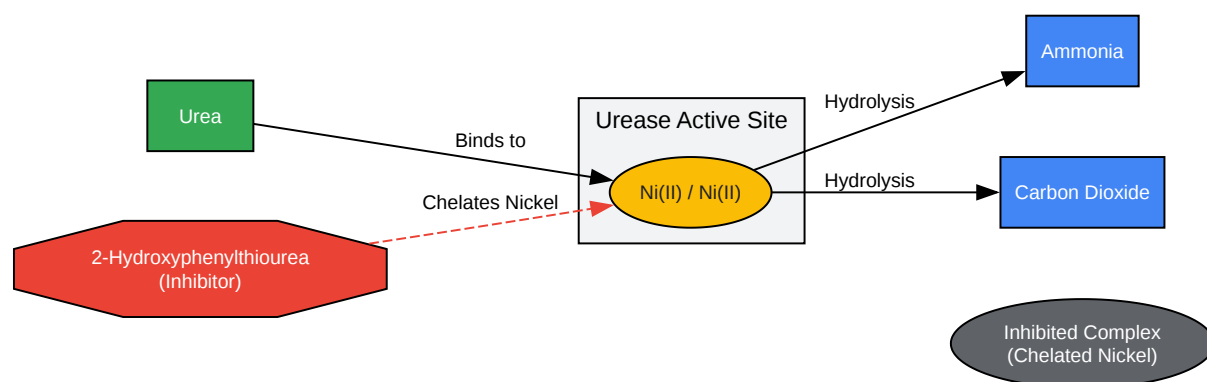 Ammonia
Hydrolysis
Urea
Urease Active Site
Binds to
Hydrolysis
Ni(II) / Ni(II)
Carbon Dioxide
Chelates Nickel
2-Hydroxyphenylthiourea
(Inhibitor)
Inhibited Complex
(Chelated Nickel)